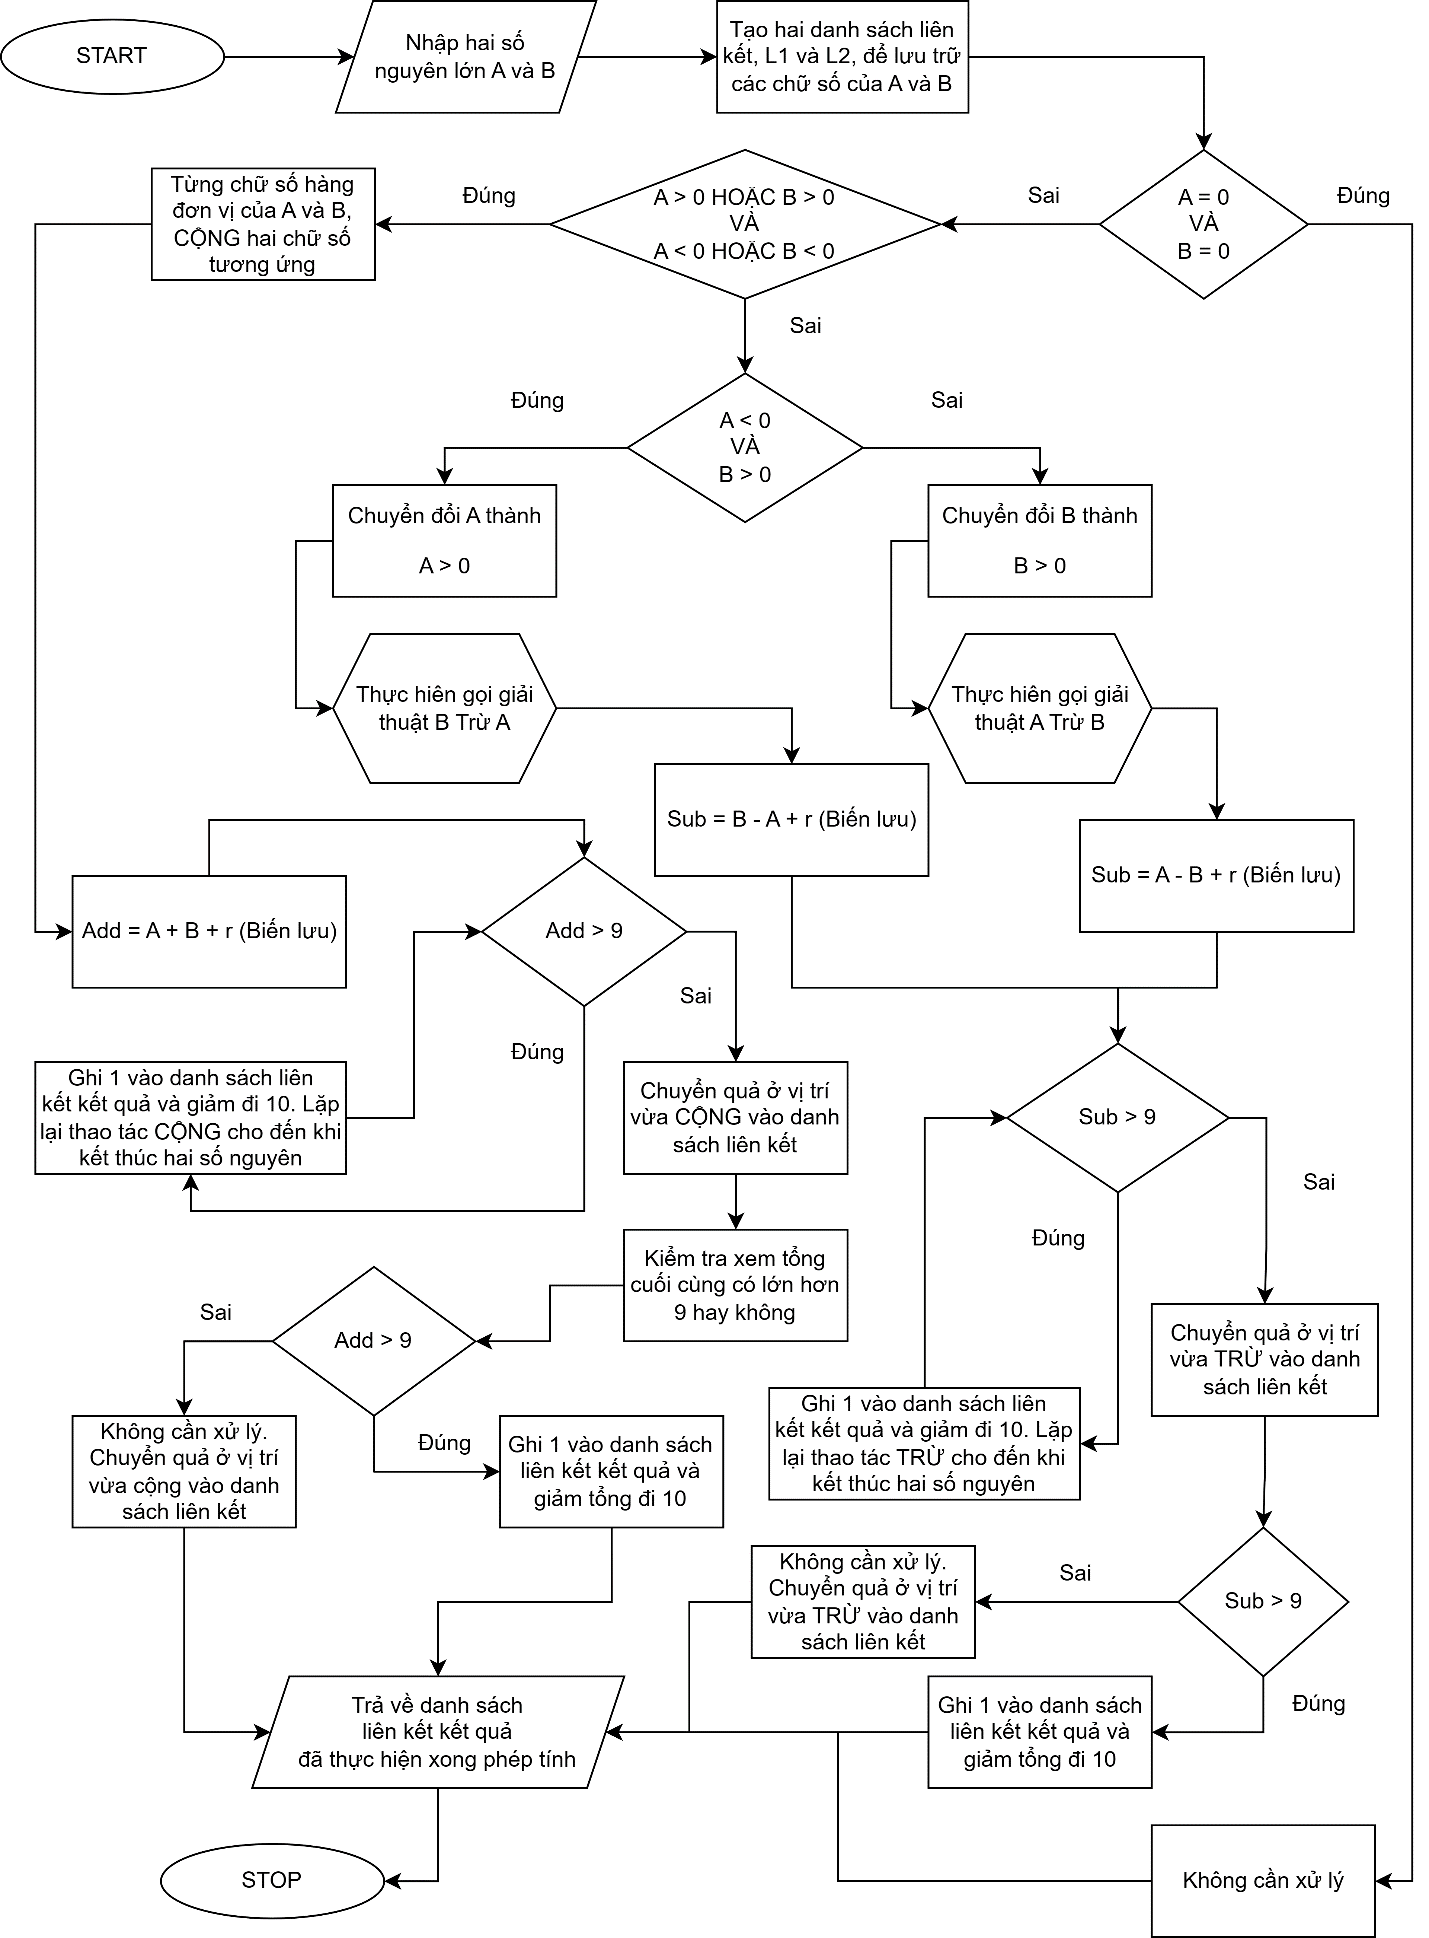 START
Nhập hai số
nguyên lớn A và B
Tạo hai danh sách liên
kết, L1 và L2, để lưu trữ
các chữ số của A và B
A = 0
VÀ
B = 0
Đúng
Sai
A > 0 HOẶC B > 0
VÀ
A < 0 HOẶC B < 0
Đúng
Từng chữ số hàng
đơn vị của A và B,
CỘNG hai chữ số
tương ứng
Sai
A < 0
VÀ
B > 0
Đúng
Sai
Chuyển đổi A thành
A > 0
Chuyển đổi B thành
B > 0
Thực hiên gọi giải
thuật B Trừ A
Thực hiên gọi giải
thuật A Trừ B
Sub = B - A + r (Biến lưu)
Sub = A - B + r (Biến lưu)
Add = A + B + r (Biến lưu)
Add > 9
Sai
Đúng
Ghi 1 vào danh sách liên
kết kết quả và giảm đi 10. Lặp
lại thao tác CỘNG cho đến khi
kết thúc hai số nguyên
Chuyển quả ở vị trí
vừa CỘNG vào danh
sách liên kết
Sub > 9
Sai
Đúng
Kiểm tra xem tổng
cuối cùng có lớn hơn
9 hay không
Add > 9
Sai
Đúng
Chuyển quả ở vị trí
vừa TRỪ vào danh
sách liên kết
Ghi 1 vào danh sách liên
kết kết quả và giảm đi 10. Lặp
lại thao tác TRỪ cho đến khi
kết thúc hai số nguyên
Không cần xử lý.
Chuyển quả ở vị trí
vừa cộng vào danh
sách liên kết
Ghi 1 vào danh sách
liên kết kết quả và
giảm tổng đi 10
Sub > 9
Sai
Đúng
Không cần xử lý.
Chuyển quả ở vị trí
vừa TRỪ vào danh
sách liên kết
Ghi 1 vào danh sách
liên kết kết quả và
giảm tổng đi 10
Trả về danh sách
liên kết kết quả
đã thực hiện xong phép tính
Không cần xử lý
STOP